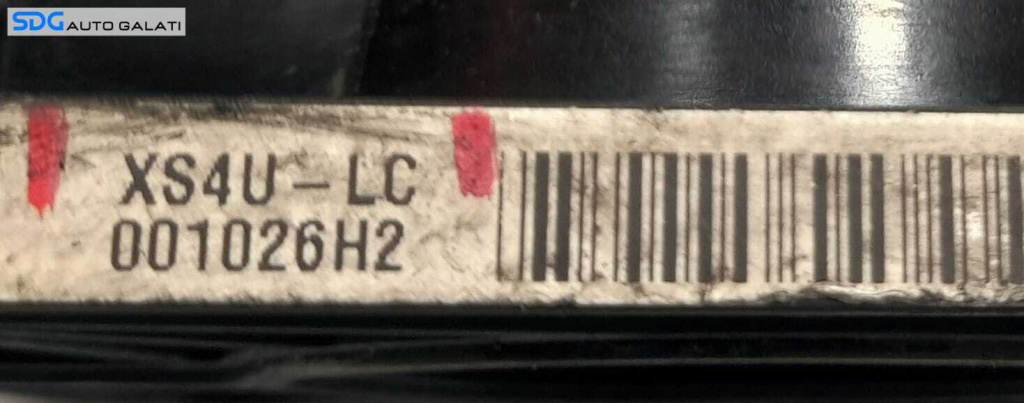 SDG AUTO GALATI
XS4U-LC
001026H2